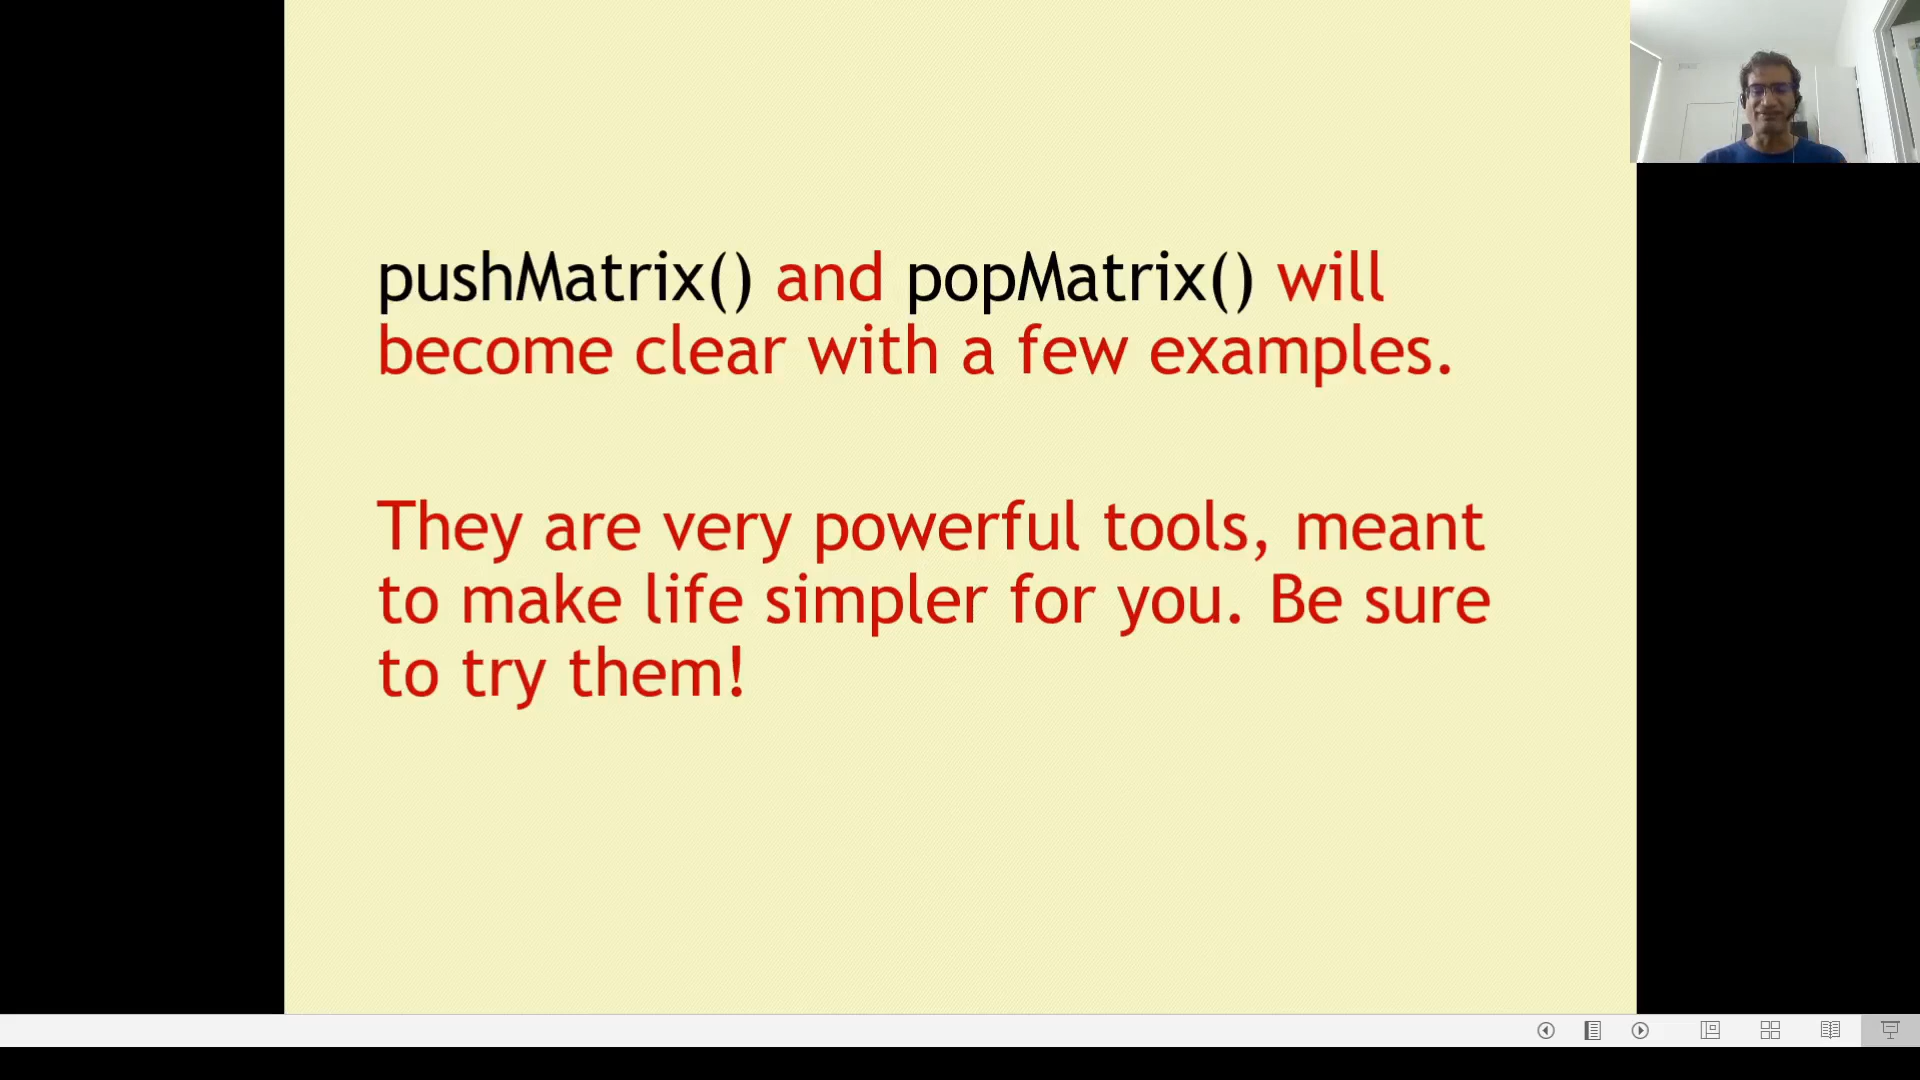 pushMatrix() and popMatrix() will
become clear with a few examples.
They are very powerful tools, meant
to make life simpler for you. Be sure
to try them!